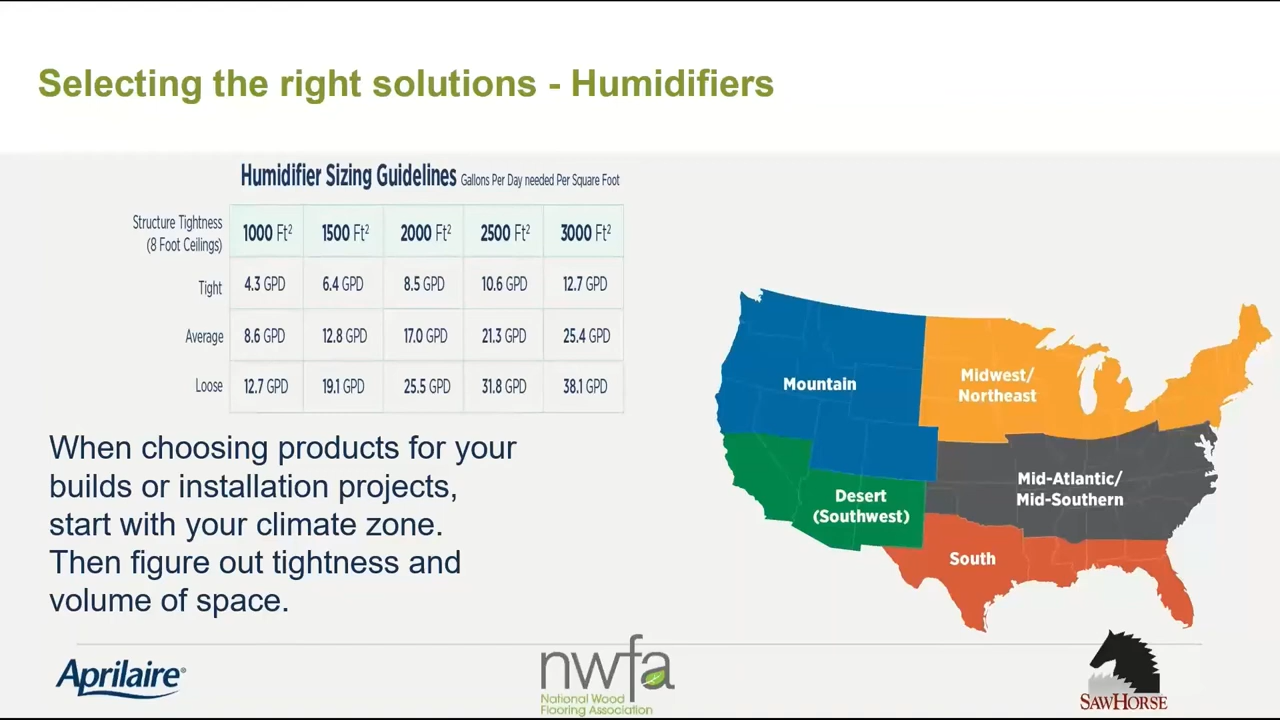 Selecting the right solutions - Humidifiers
Humidifier Sizing Guidelines Gallons Per Day needed Per Square Foot
Structure Tightness
(8 Foot Ceilings)
1000 Ft² 1500 Ft² 2000 Ft² 2500 Ft² 3000 Ft²
Tight 4.3 GPD 6.4 GPD 8.5 GPD 10.6 GPD 12.7 GPD
Average 8.6 GPD 12.8 GPD 17.0 GPD 21.3 GPD 25.4 GPD
Loose 12.7 GPD 19.1 GPD 25.5 GPD 31.8 GPD 38.1 GPD
When choosing products for your
builds or installation projects,
start with your climate zone.
Then figure out tightness and
volume of space.
Mountain
Midwest/
Northeast
Mid-Atlantic/
Mid-Southern
Desert
(Southwest)
South
Aprilaire®
nwfa
National Wood
Flooring Association
SAWHORSE